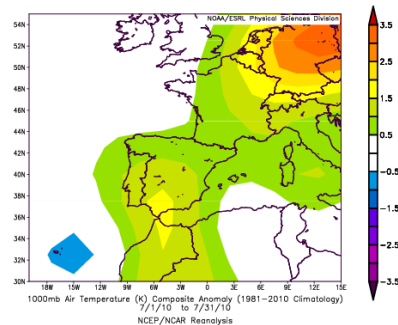 NOAA/ESRL Physical Sciences Division
54N
52N
50N
48N
46N
44N
42N
40N
38N
36N
34N
32N
30N
18W 15W 12W 9W 6W 3W 0 3E 6E 9E 12E 15E
3.5
2.5
1.5
0.5
-0.5
-1.5
-2.5
-3.5
1000mb Air Temperature (K) Composite Anomaly (1981-2010 Climatology)
7/1/10 to 7/31/10
NCEP/NCAR Reanalysis